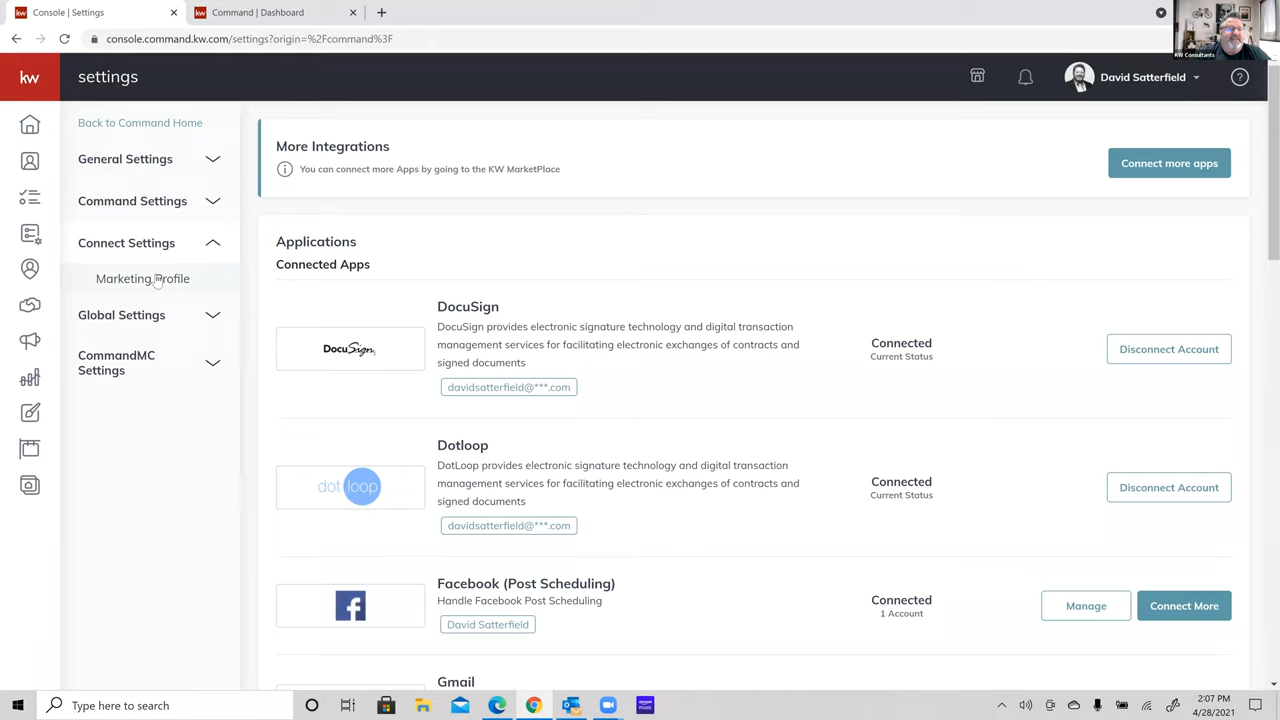 Console | Settings
Command | Dashboard
console.command.kw.com/settings?origin=%2Fcommand%3F
KW Consultants
kw
settings
David Satterfield
Back to Command Home
General Settings
Command Settings
Connect Settings
Marketing Profile
Global Settings
CommandMC
Settings
More Integrations
You can connect more Apps by going to the KW MarketPlace
Connect more apps
Applications
Connected Apps
DocuSign
DocuSign
DocuSign provides electronic signature technology and digital transaction
management services for facilitating electronic exchanges of contracts and
signed documents
davidsatterfield@***.com
Connected
Current Status
Disconnect Account
dot loop
Dotloop
DotLoop provides electronic signature technology and digital transaction
management services for facilitating electronic exchanges of contracts and
signed documents
davidsatterfield@***.com
Connected
Current Status
Disconnect Account
Facebook (Post Scheduling)
Handle Facebook Post Scheduling
David Satterfield
Connected
1 Account
Manage
Connect More
Gmail
Type here to search
amazon
music
2:07 PM
4/28/2021